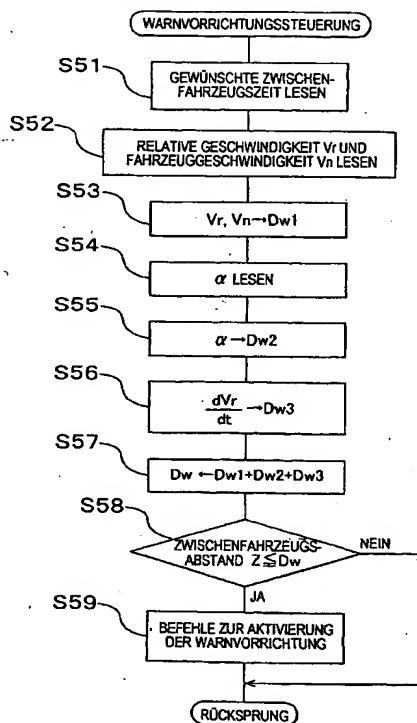 WARNVORRICHTUNGSSTEUERUNG
S51
GEWÜNSCHTE ZWISCHEN-
FAHRZEUGSZEIT LESEN
S52
RELATIVE GESCHWINDIGKEIT Vr UND
FAHRZEUGGESCHWINDIGKEIT Vn LESEN
S53
Vr, Vn→Dw1
S54
α LESEN
S55
α→Dw2
S56
dVr
dt
→Dw3
S57
Dw ←Dw1+Dw2+Dw3
S58
ZWISCHENFAHRZEUGS-
ABSTAND Z≦Dw
NEIN
JA
S59
BEFEHLE ZUR AKTIVIERUNG
DER WARNVORRICHTUNG
RÜCKSPRUNG